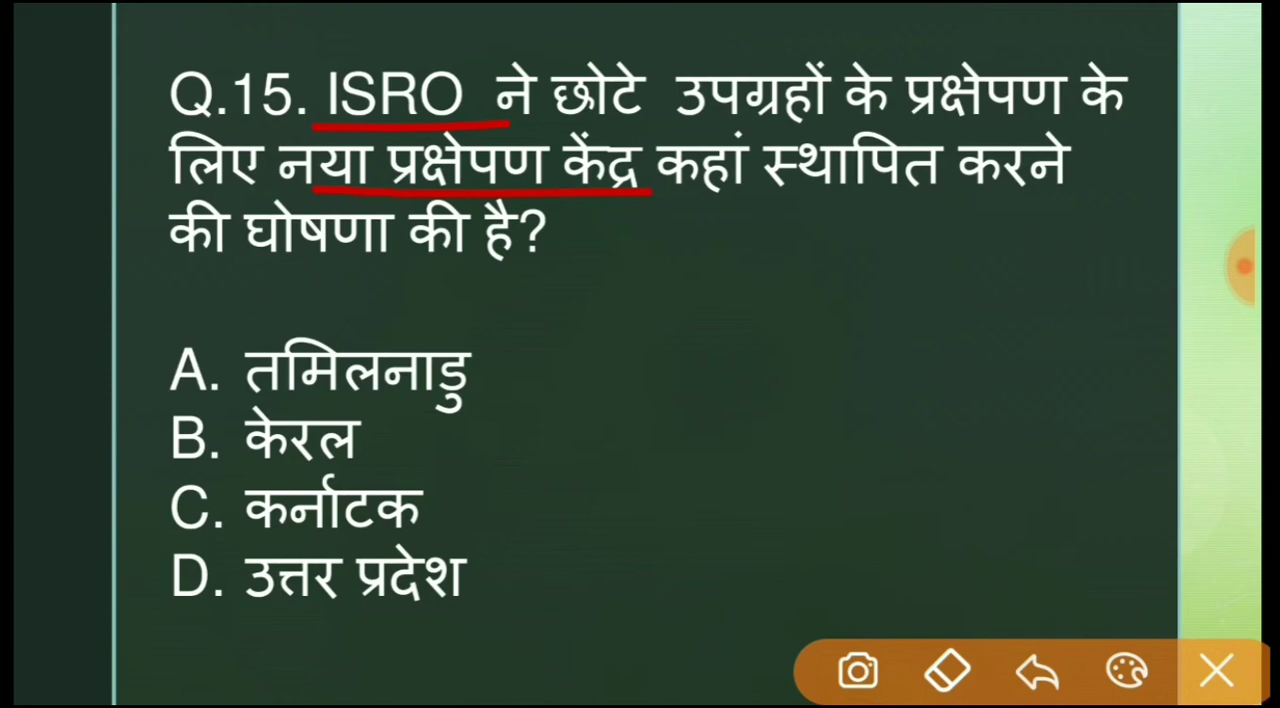 Q.15. ISRO ने छोटे उपग्रहों के प्रक्षेपण के
लिए नया प्रक्षेपण केंद्र कहां स्थापित करने
की घोषणा की है?
A. तमिलनाडु
B. केरल
C. कर्नाटक
D. उत्तर प्रदेश